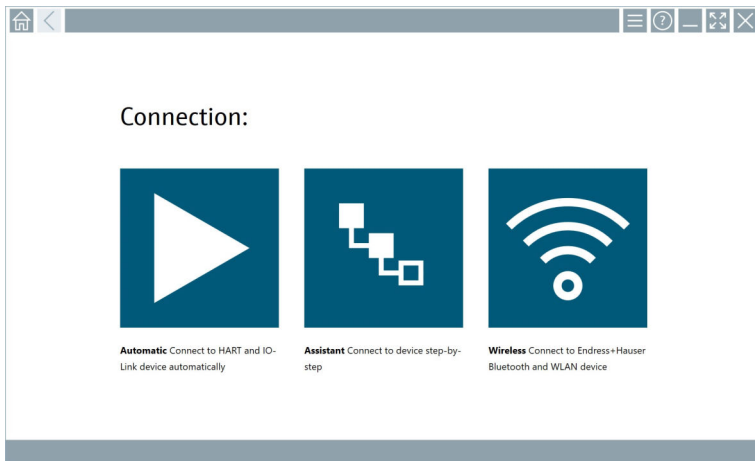 Connection:
Automatic Connect to HART and IO-
Link device automatically
Assistant Connect to device step-by-
step
Wireless Connect to Endress+Hauser
Bluetooth and WLAN device